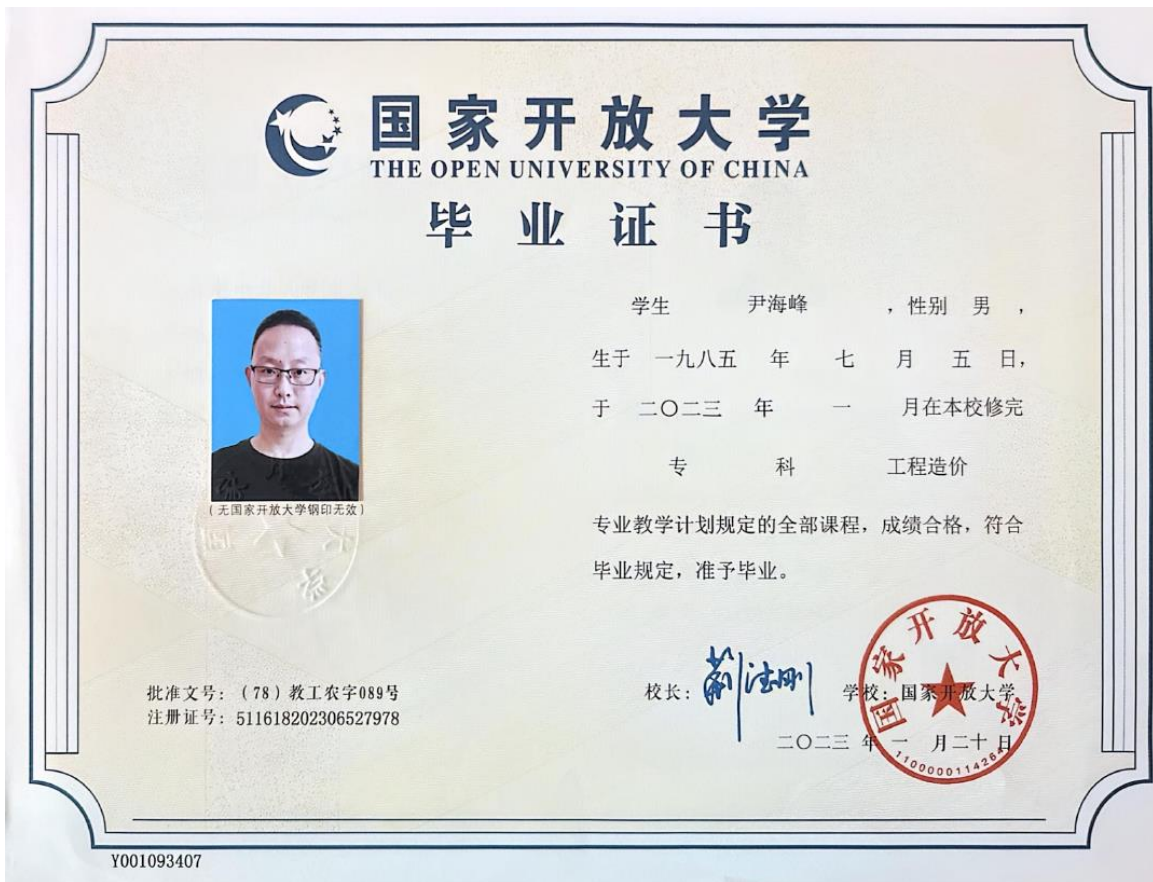 国家开放大学
THE OPEN UNIVERSITY OF CHINA
毕业证书
学生 尹海峰 ，性别 男 ，
生于 一九八五 年 七 月 五 日，
于 二〇二三 年 一 月在本校修完
专 科 工程造价
专业教学计划规定的全部课程，成绩合格，符合
毕业规定，准予毕业。
（无国家开放大学钢印无效）
批准文号：（78）教工农字089号
注册证号：511618202306527978
校长： 学校：国家开放大学
二〇二三 年 一 月二十 日
国家开放大学
Y001093407